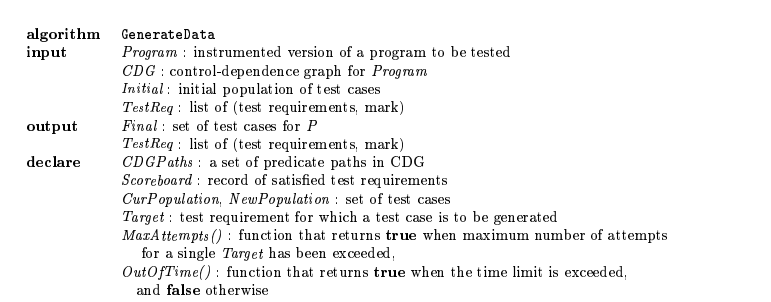 algorithm GenerateData
input Program : instrumented version of a program to be tested
CDG : control-dependence graph for Program
Initial : initial population of test cases
TestReq : list of (test requirements, mark)
output Final : set of test cases for P
TestReq : list of (test requirements, mark)
declare CDGPaths : a set of predicate paths in CDG
Scoreboard : record of satisfied test requirements
CurPopulation, NewPopulation : set of test cases
Target : test requirement for which a test case is to be generated
MaxAttempts() : function that returns true when maximum number of attempts
for a single Target has been exceeded,
OutOfTime() : function that returns true when the time limit is exceeded,
and false otherwise